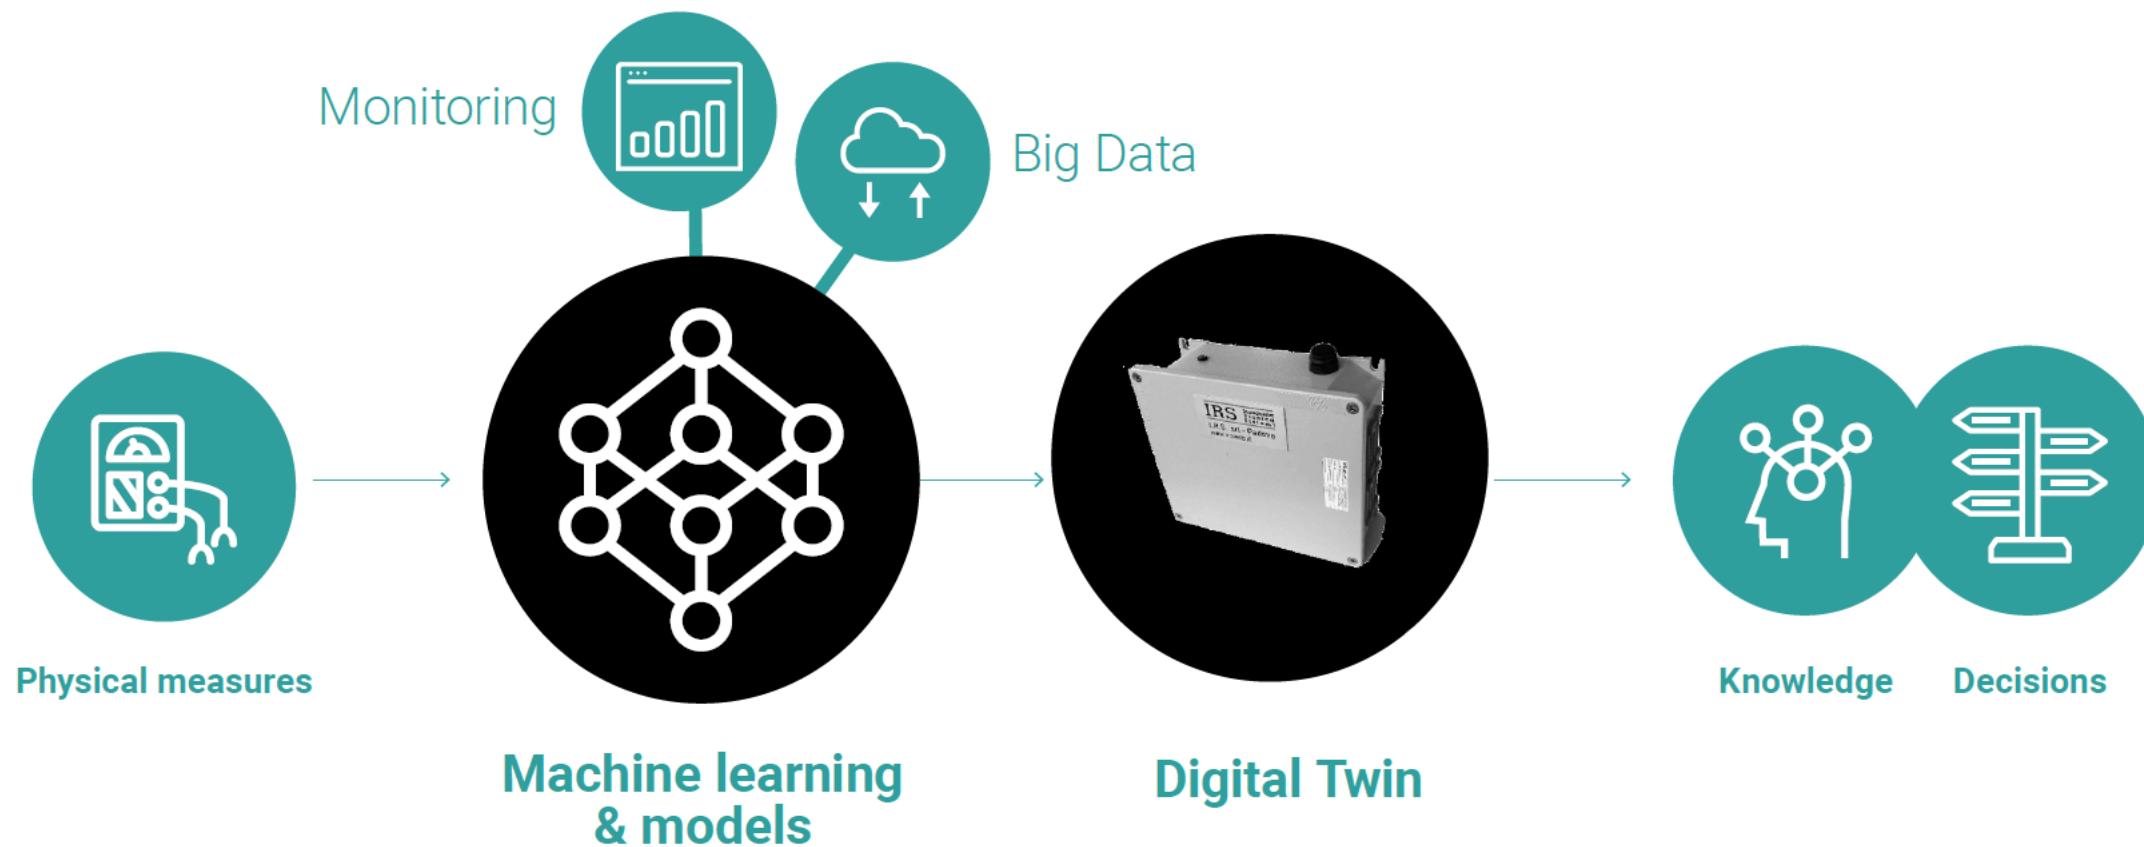 Monitoring
Big Data
IRS
Physical measures
Machine learning
& models
Digital Twin
Knowledge
Decisions